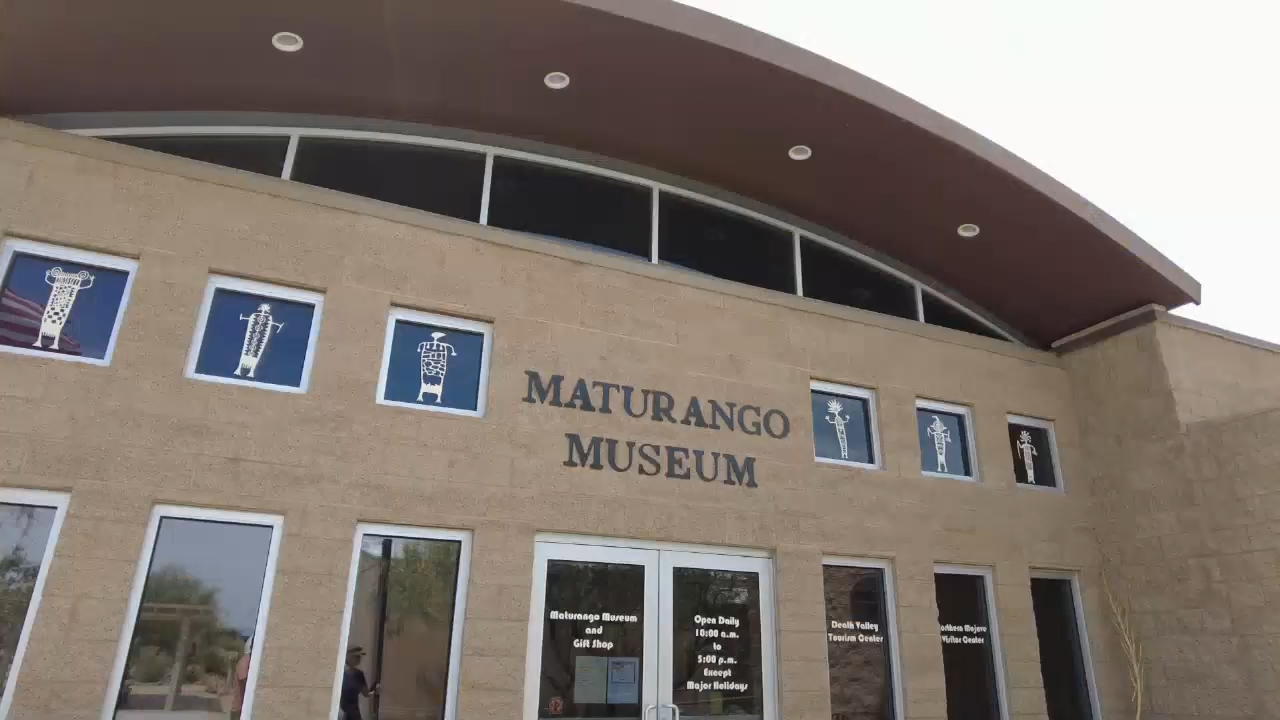 MATURANGO
MUSEUM
Maturango Museum
and
Gift Shop
Open Daily
10:00 a.m.
to
5:00 p.m.
Except
Major Holidays
Death Valley
Tourism Center
Northern Mojave
Visitor Center